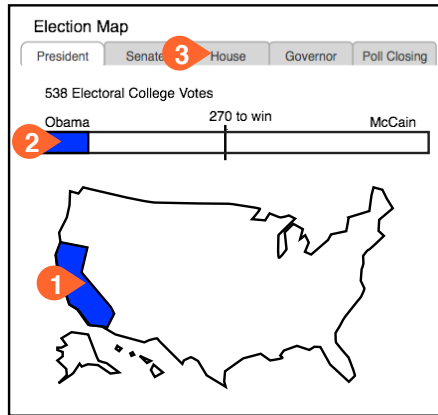 Election Map
President Senate 3 House Governor Poll Closing
538 Electoral College Votes
Obama 270 to win McCain
2
1